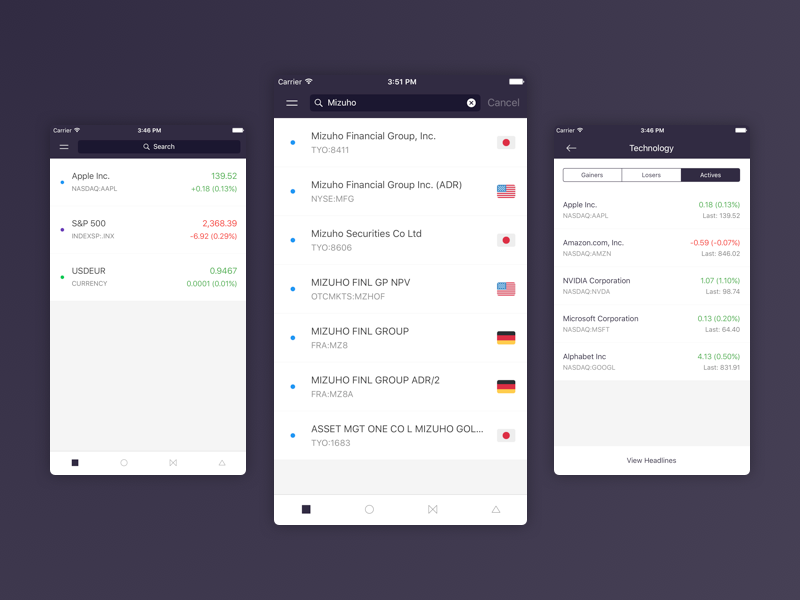 Carrier
3:46 PM
Search
Apple Inc.
139.52
NASDAQ:AAPL
+0.18 (0.13%)
S&P 500
2,368.39
INDEXSP: INX
-6.92 (0.29%)
USDEUR
0.9467
CURRENCY
0.0001 (0.01%)
Carrier
3:51 PM
Mizuho
Cancel
Mizuho Financial Group, Inc.
TYO:8411
Mizuho Financial Group Inc. (ADR)
NYSE:MFG
Mizuho Securities Co Ltd
TYO:8606
MIZUHO FINL GP NPV
OTCMKTS:MZHOF
MIZUHO FINL GROUP
FRA:MZ8
MIZUHO FINL GROUP ADR/2
FRA:MZ8A
ASSET MGT ONE CO L MIZUHO GOL...
TYO:1683
Carrier
3:46 PM
Technology
Gainers
Losers
Actives
Apple Inc.
0.18 (0.13%)
NASDAQ:AAPL
Last: 139.52
Amazon.com, Inc.
-0.59 (-0.07%)
NASDAQ:AMZN
Last: 846.02
NVIDIA Corporation
1.07 (1.10%)
NASDAQ:NVDA
Last: 98.74
Microsoft Corporation
0.13 (0.20%)
NASDAQ:MSFT
Last: 64.40
Alphabet Inc
4.13 (0.50%)
NASDAQ:GOOGL
Last: 831.91
View Headlines